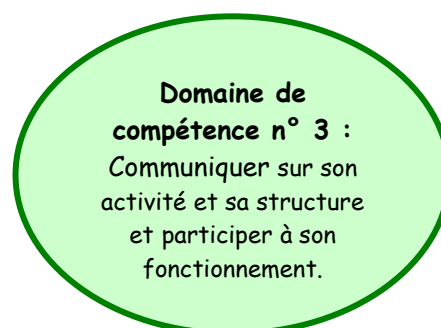 Domaine de
compétence n° 3 :
Communiquer sur son
activité et sa structure
et participer à son
fonctionnement.